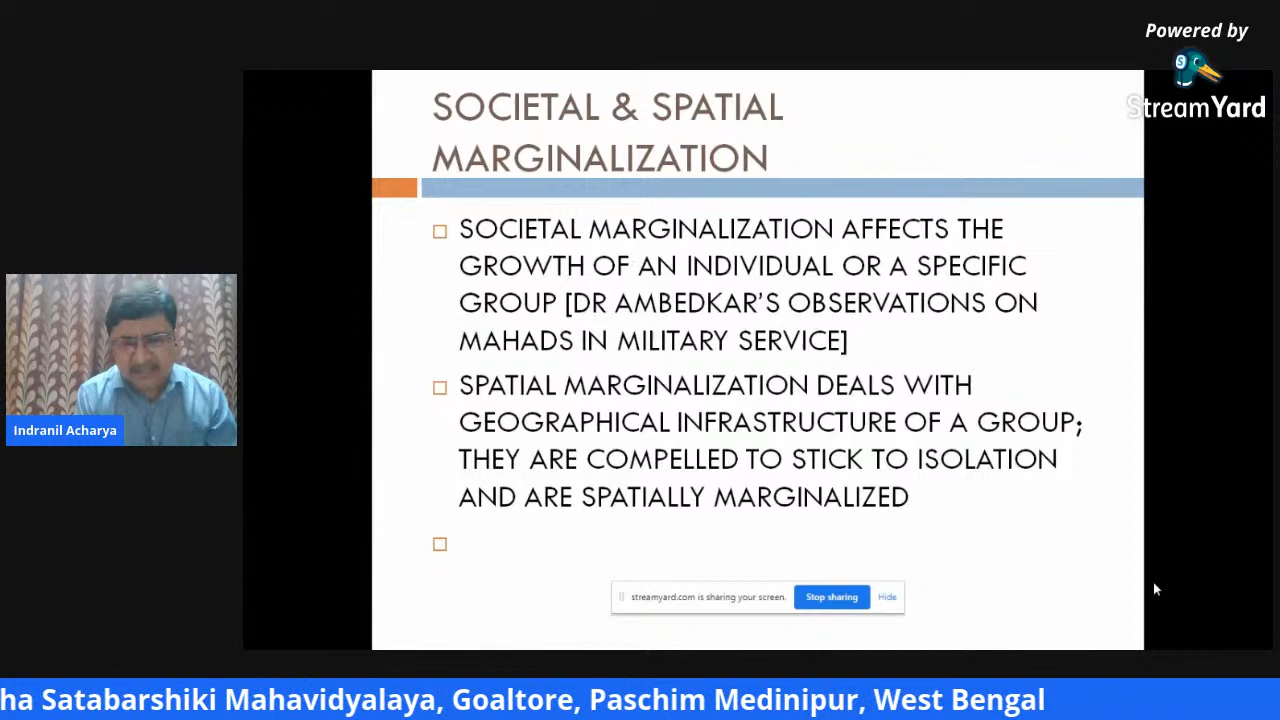 Powered by
StreamYard
SOCIETAL & SPATIAL
MARGINALIZATION
SOCIETAL MARGINALIZATION AFFECTS THE
GROWTH OF AN INDIVIDUAL OR A SPECIFIC
GROUP [DR AMBEDKAR'S OBSERVATIONS ON
MAHADS IN MILITARY SERVICE]
SPATIAL MARGINALIZATION DEALS WITH
GEOGRAPHICAL INFRASTRUCTURE OF A GROUP;
THEY ARE COMPELLED TO STICK TO ISOLATION
AND ARE SPATIALLY MARGINALIZED
streamyard.com is sharing your screen. Stop sharing Hide
Indranil Acharya
ha Satabarshiki Mahavidyalaya, Goaltore, Paschim Medinipur, West Bengal